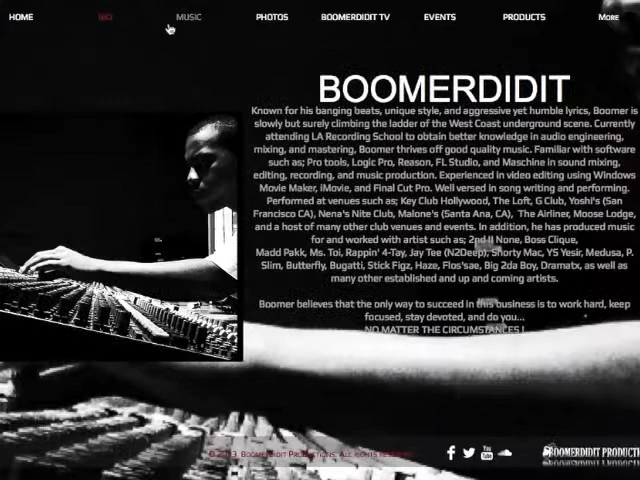 HOME BIO MUSIC PHOTOS BOOMERDIDIT TV EVENTS PRODUCTS More
BOOMERDIDIT
Known for his banging beats, unique style, and aggressive yet humble lyrics, Boomer is
slowly but surely climbing the ladder of the West Coast underground scene. Currently
attending LA Recording School to obtain better knowledge in audio engineering,
mixing, and mastering, Boomer thrives off good quality music. Familiar with software
such as; Pro tools, Logic Pro, Reason, FL Studio, and Maschine in sound mixing,
editing, recording, and music production. Experienced in video editing using Windows
Movie Maker, iMovie, and Final Cut Pro. Well versed in song writing and performing.
Performed at venues such as; Key Club Hollywood, The Loft, G Club, Yoshi's (San
Francisco CA), Nena's Nite Club, Malone's (Santa Ana, CA), The Airliner, Moose Lodge,
and a host of many other club venues and events. In addition, he has produced music
for and worked with artist such as; 2nd II None, Boss Clique,
Madd Pakk, Ms. Toi, Rappin' 4-Tay, Jay Tee (N2Deep), Shorty Mac, YS Yesir, Medusa, P.
Slim, Butterfly, Bugatti, Stick Figz, Haze, Flos'sae, Big 2da Boy, Dramatx, as well as
many other established and up and coming artists.
Boomer believes that the only way to succeed in this business is to work hard, keep
focused, stay devoted, and do you...
NO MATTER THE CIRCUMSTANCES !
Boomerdidit Productions. All rights reserved
You Tube
BOOMERDIDIT PRODUCTI